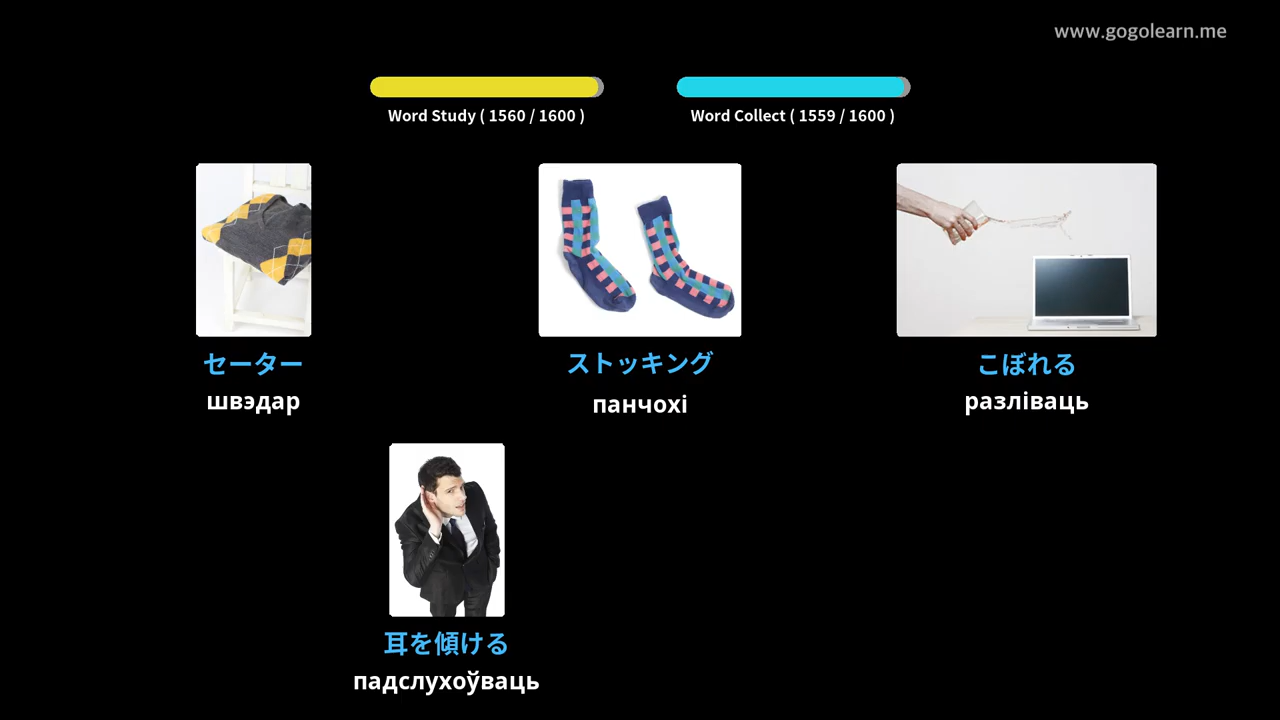 www.gogolearn.me
Word Study ( 1560 / 1600 )
Word Collect ( 1559 / 1600 )
セーター
швэдар
ストッキング
панчохі
こぼれる
разліваць
耳を傾ける
падслухоўваць